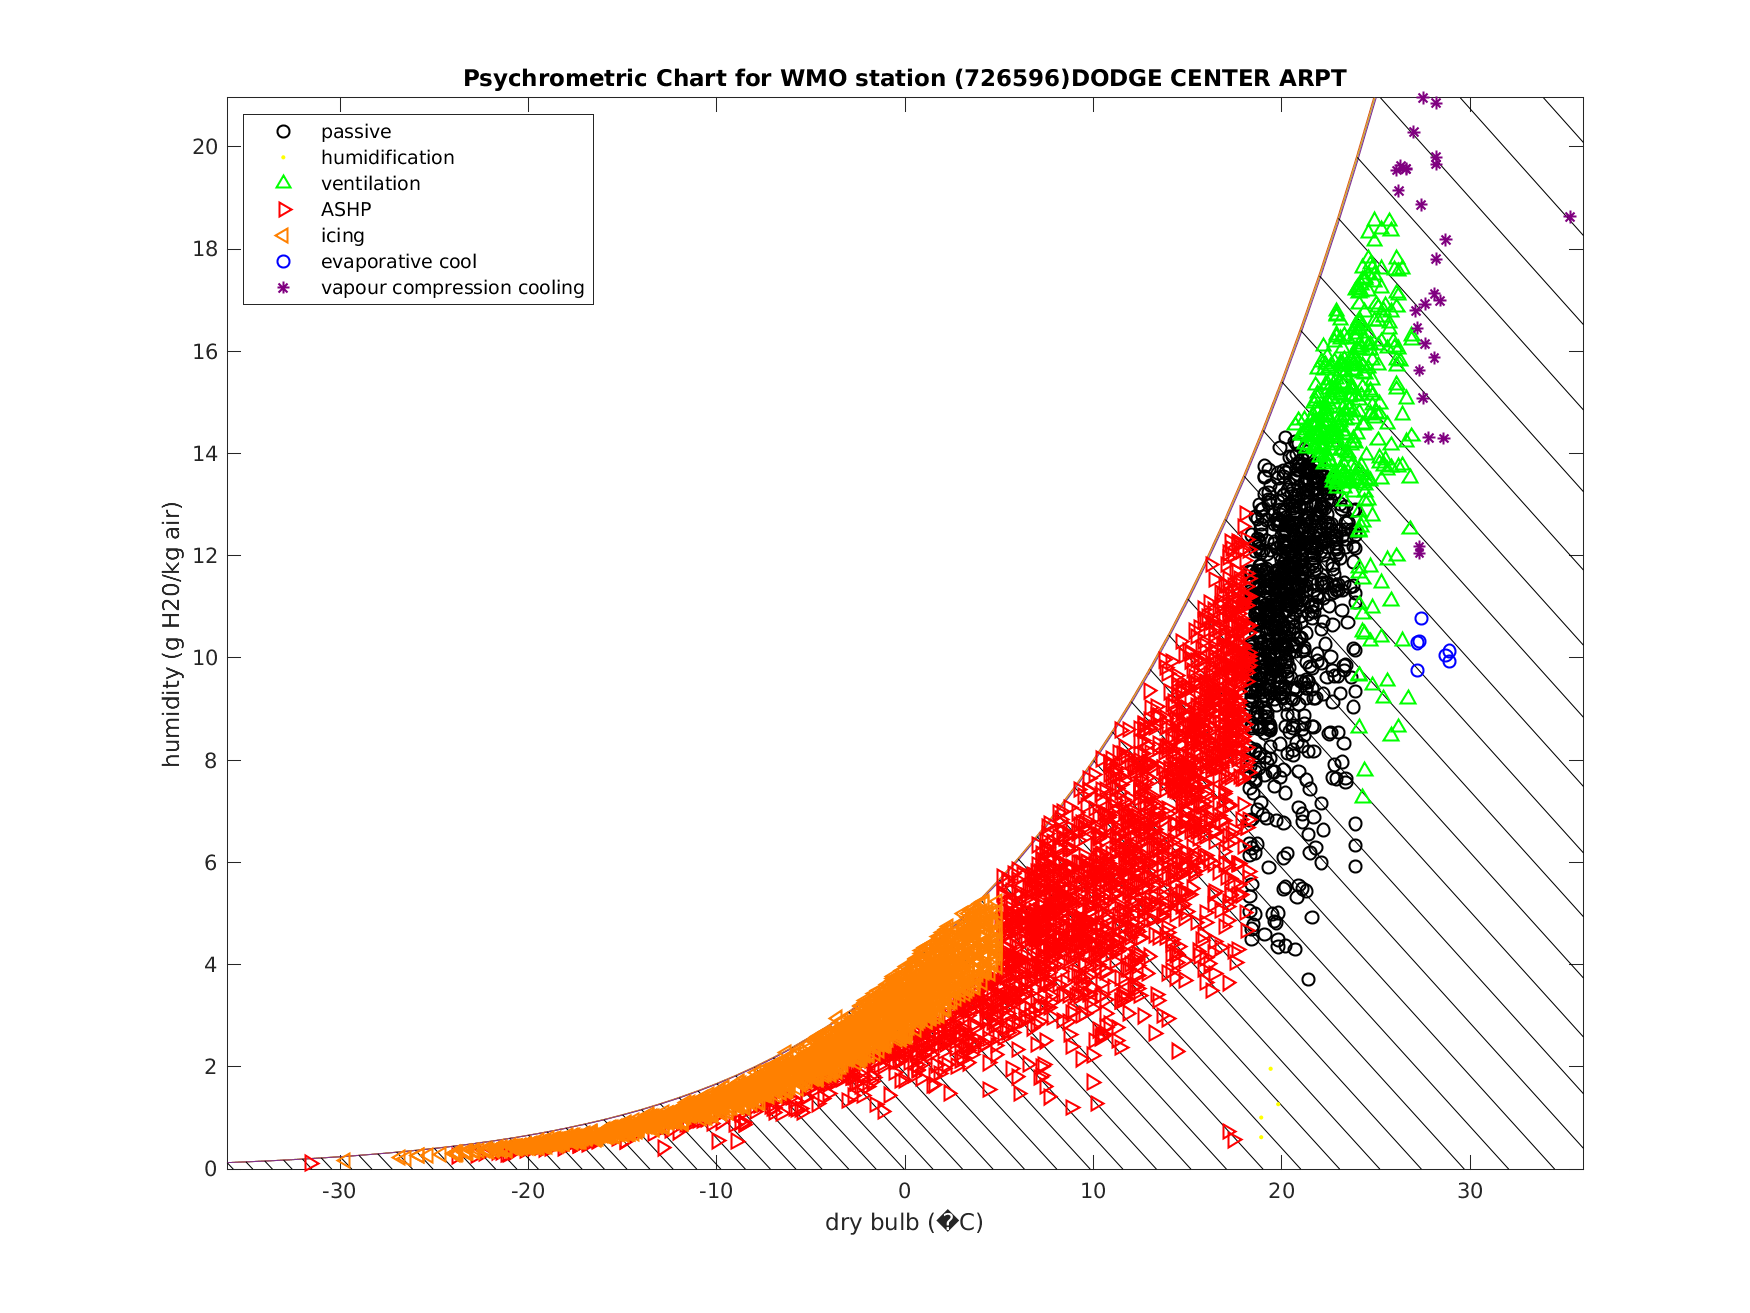 Psychrometric Chart for WMO station (726596)DODGE CENTER ARPT
passive
humidification
ventilation
ASHP
icing
evaporative cool
vapour compression cooling
humidity (g H20/kg air)
20
18
16
14
12
10
8
6
4
2
0
-30 -20 -10 0 10 20 30
dry bulb (�C)